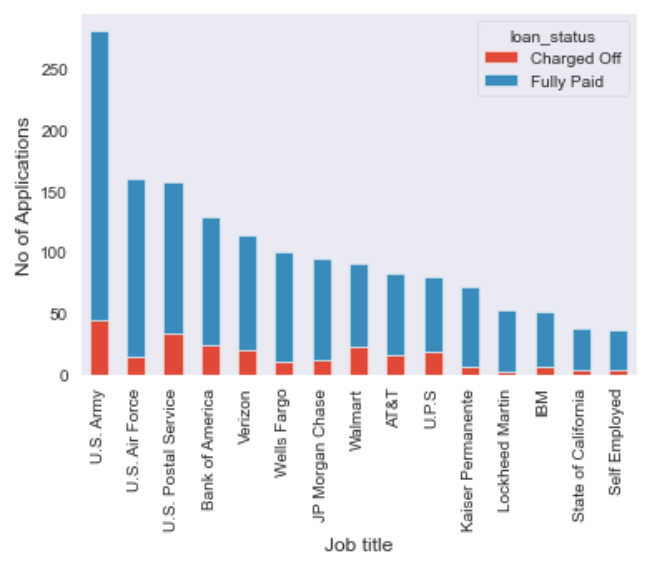 loan_status
Charged Off
Fully Paid
No of Applications
250
200
150
100
50
0
U.S. Army
U.S. Air Force
U.S. Postal Service
Bank of America
Verizon
Wells Fargo
JP Morgan Chase
Walmart
AT&T
U.P.S
Kaiser Permanente
Lockheed Martin
IBM
State of California
Self Employed
Job title